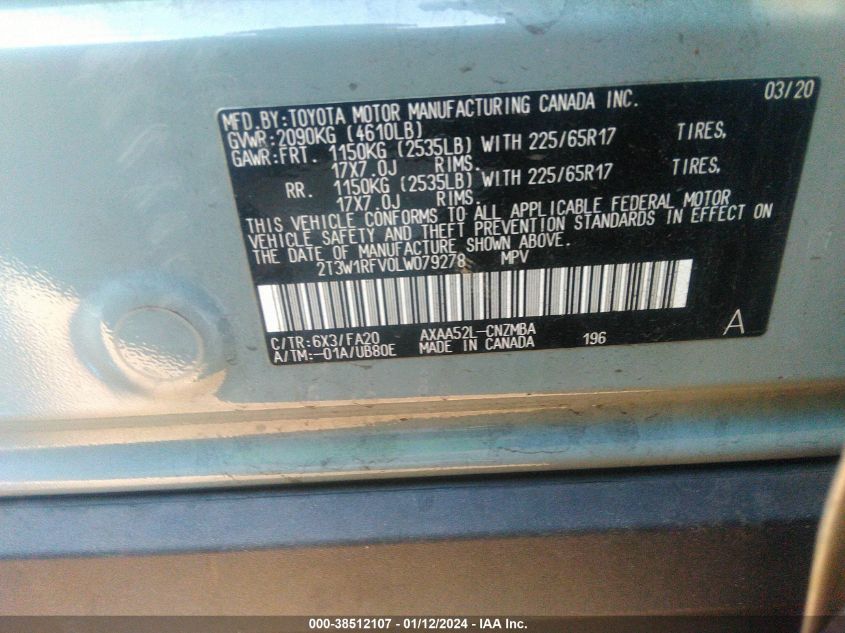 MFD.BY:TOYOTA MOTOR MANUFACTURING CANADA INC. 03/20
GVWR:2090KG (4610LB)
GAWR:FRT. 1150KG (2535LB) WITH 225/65R17 TIRES,
17X7.0J RIMS.
RR. 1150KG (2535LB) WITH 225/65R17 TIRES,
17X7.0J RIMS.
THIS VEHICLE CONFORMS TO ALL APPLICABLE FEDERAL MOTOR
VEHICLE SAFETY AND THEFT PREVENTION STANDARDS IN EFFECT ON
THE DATE OF MANUFACTURE SHOWN ABOVE.
2T3W1RFV0LW079278 MPV
C/TR:6X3/FA20 AXAA52L-CNZMBA 196 A
A/TM:-01A/UB80E MADE IN CANADA
000-38512107 - 01/12/2024 - IAA Inc.